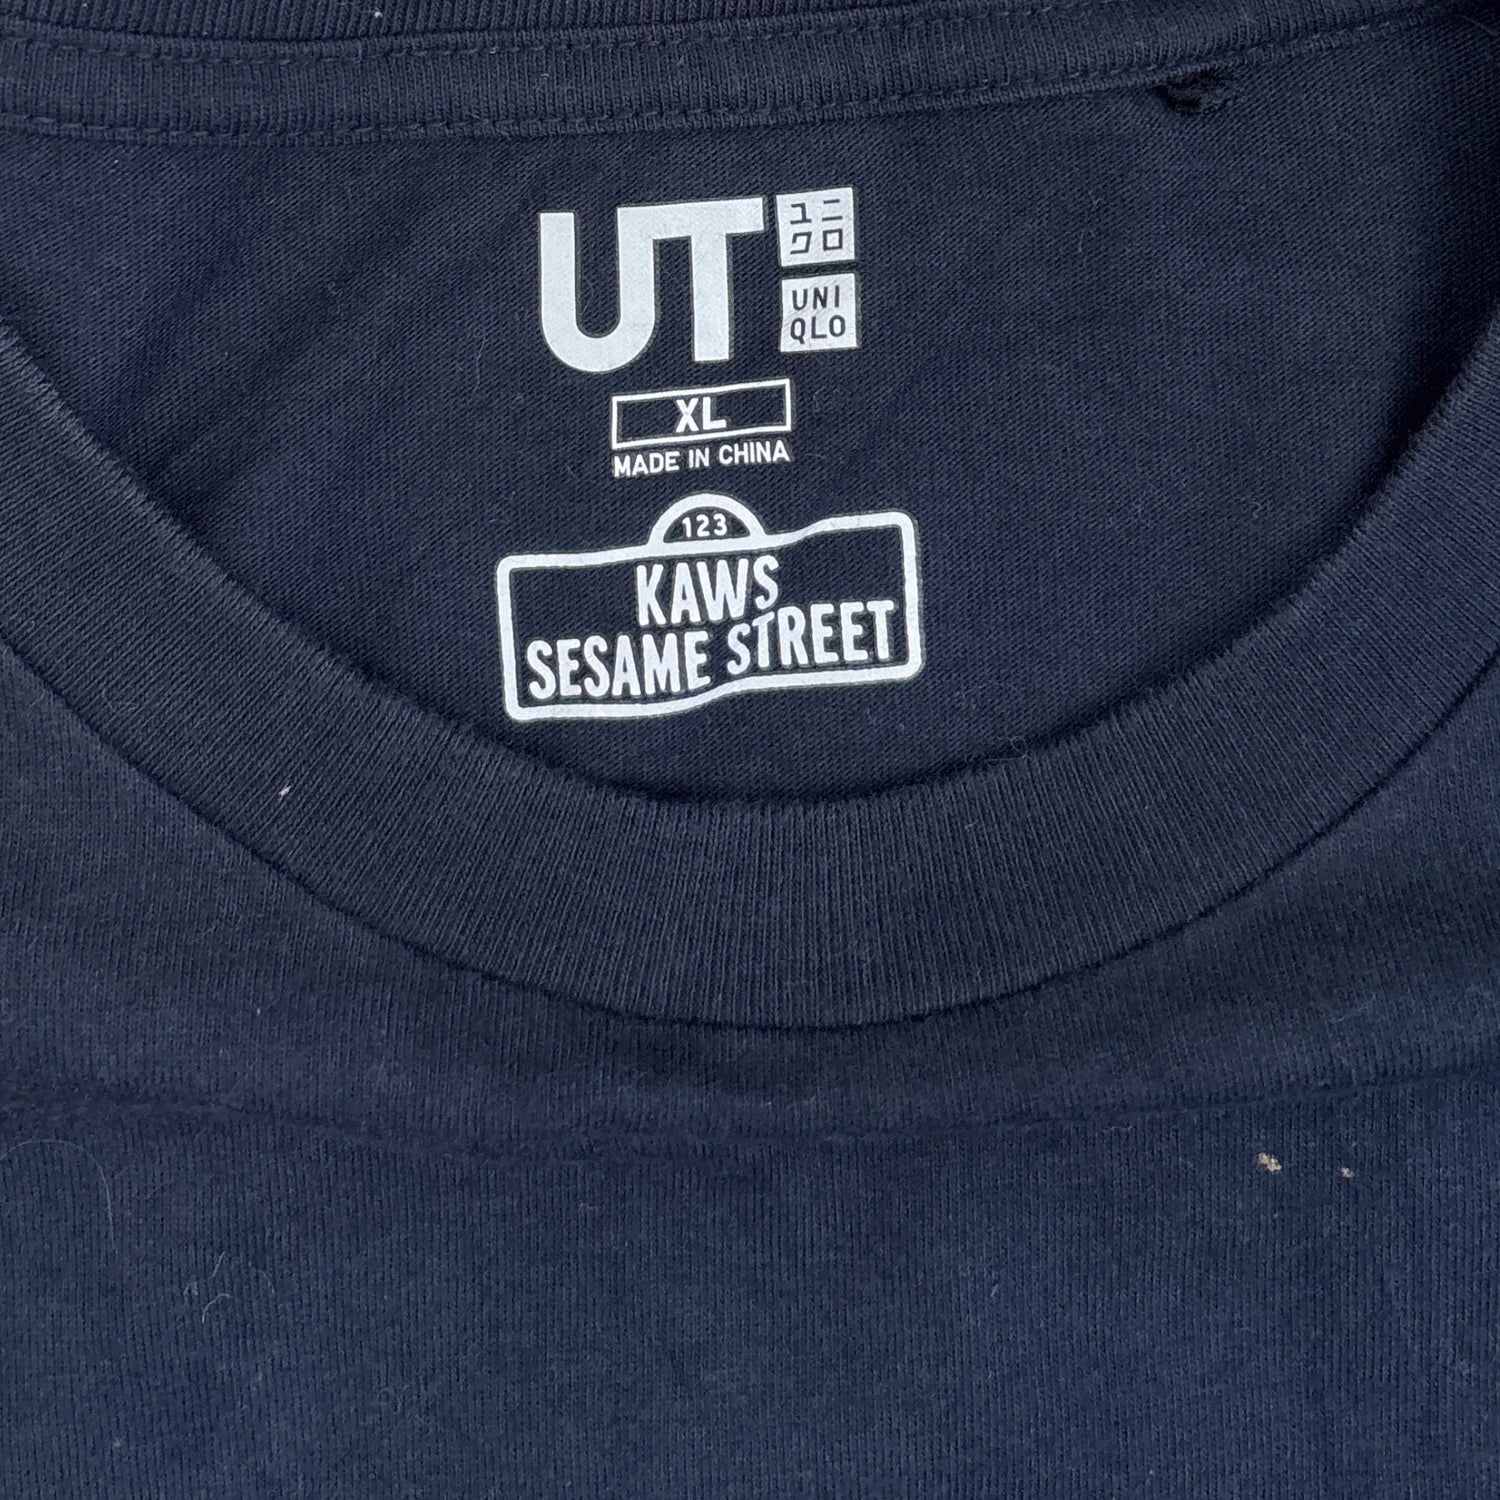 UT
ユニ
クロ
UNI
QLO
XL
MADE IN CHINA
123
KAWS
SESAME STREET